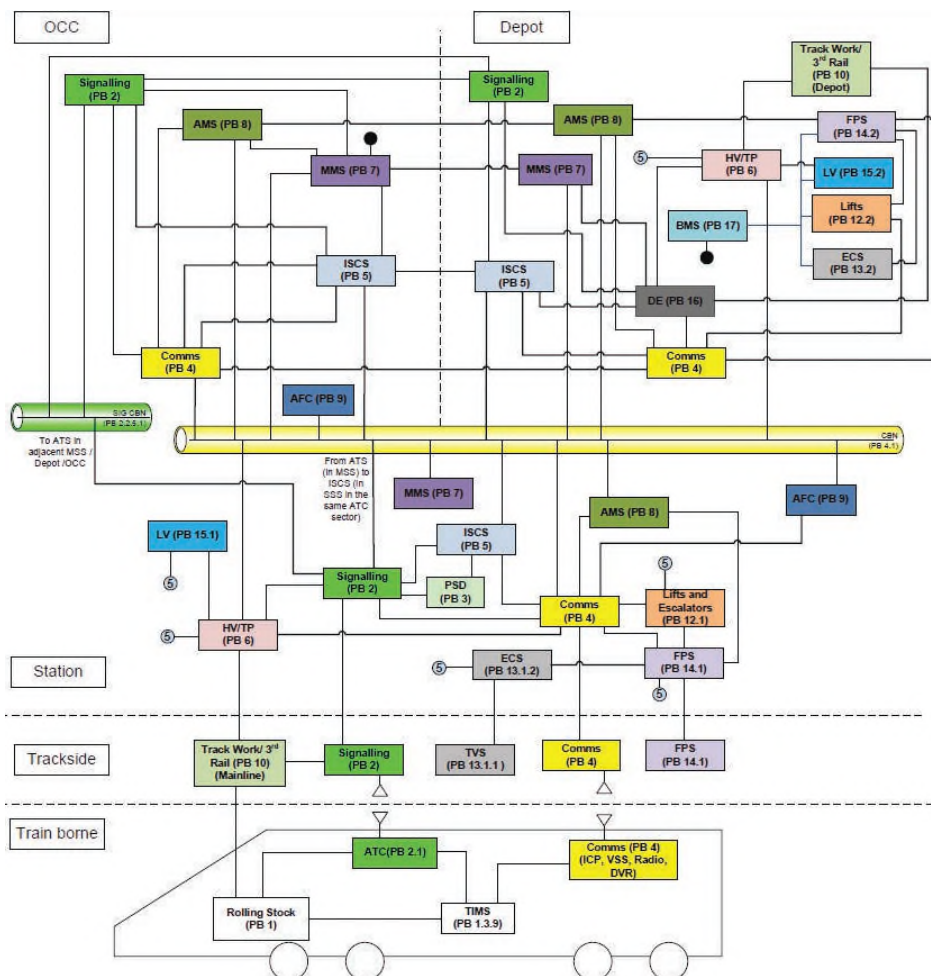 OCC
Depot
Signalling
(PB 2)
Signalling
(PB 2)
Track Work/
3rd Rail
(PB 10)
(Depot)
AMS (PB 8)
AMS (PB 8)
FPS
(PB 14.2)
MMS (PB 7)
MMS (PB 7)
5
HV/TP
(PB 6)
LV (PB 15.2)
BMS (PB 17)
Lifts
(PB 12.2)
ISCS
(PB 5)
ISCS
(PB 5)
ECS
(PB 13.2)
DE (PB 16)
Comms
(PB 4)
Comms
(PB 4)
AFC (PB 9)
SIG CBN
(PB 2.2.5.1)
CBN
(PB 4.1)
To ATS in
adjacent MSS /
Depot /OCC
From ATS
(in MSS) to
ISCS (in
SSS in the
same ATC
sector)
MMS (PB 7)
AMS (PB 8)
AFC (PB 9)
LV (PB 15.1)
ISCS
(PB 5)
5
5
Signalling
(PB 2)
PSD
(PB 3)
Comms
(PB 4)
Lifts and
Escalators
(PB 12.1)
5
HV/TP
(PB 6)
Station
5
ECS
(PB 13.1.2)
FPS
(PB 14.1)
5
Trackside
Track Work/ 3rd
Rail (PB 10)
(Mainline)
Signalling
(PB 2)
TVS
(PB 13.1.1 )
Comms
(PB 4)
FPS
(PB 14.1)
Train borne
ATC(PB 2.1)
Comms (PB 4)
(ICP, VSS, Radio,
DVR)
Rolling Stock
(PB 1)
TIMS
(PB 1.3.9)